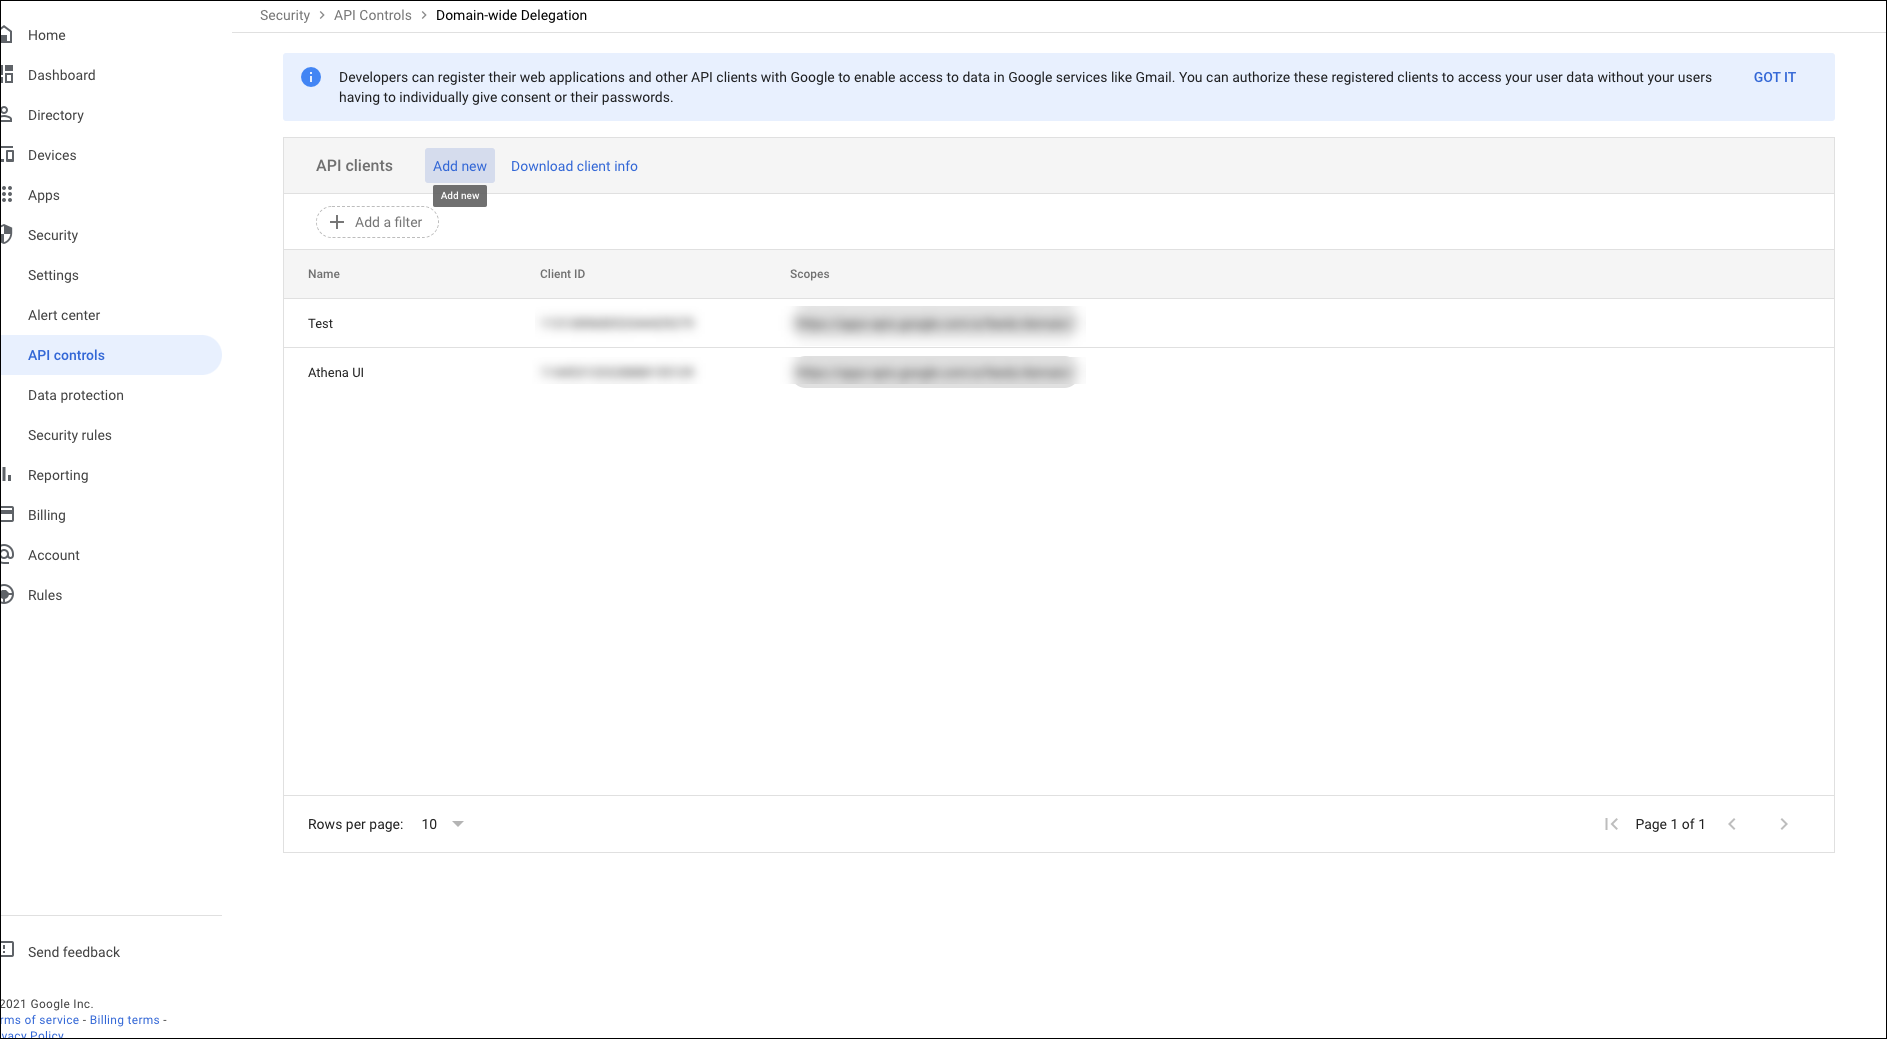 Security > API Controls > Domain-wide Delegation
Home
Dashboard
Directory
Devices
Apps
Security
Settings
Alert center
API controls
Data protection
Security rules
Reporting
Billing
Account
Rules
Send feedback
2021 Google Inc.
rms of service - Billing terms -
vacy Policy
Developers can register their web applications and other API clients with Google to enable access to data in Google services like Gmail. You can authorize these registered clients to access your user data without your users
having to individually give consent or their passwords.
GOT IT
API clients Add new Download client info
Add new
Add a filter
Name Client ID Scopes
Test
Athena UI
Rows per page: 10
Page 1 of 1